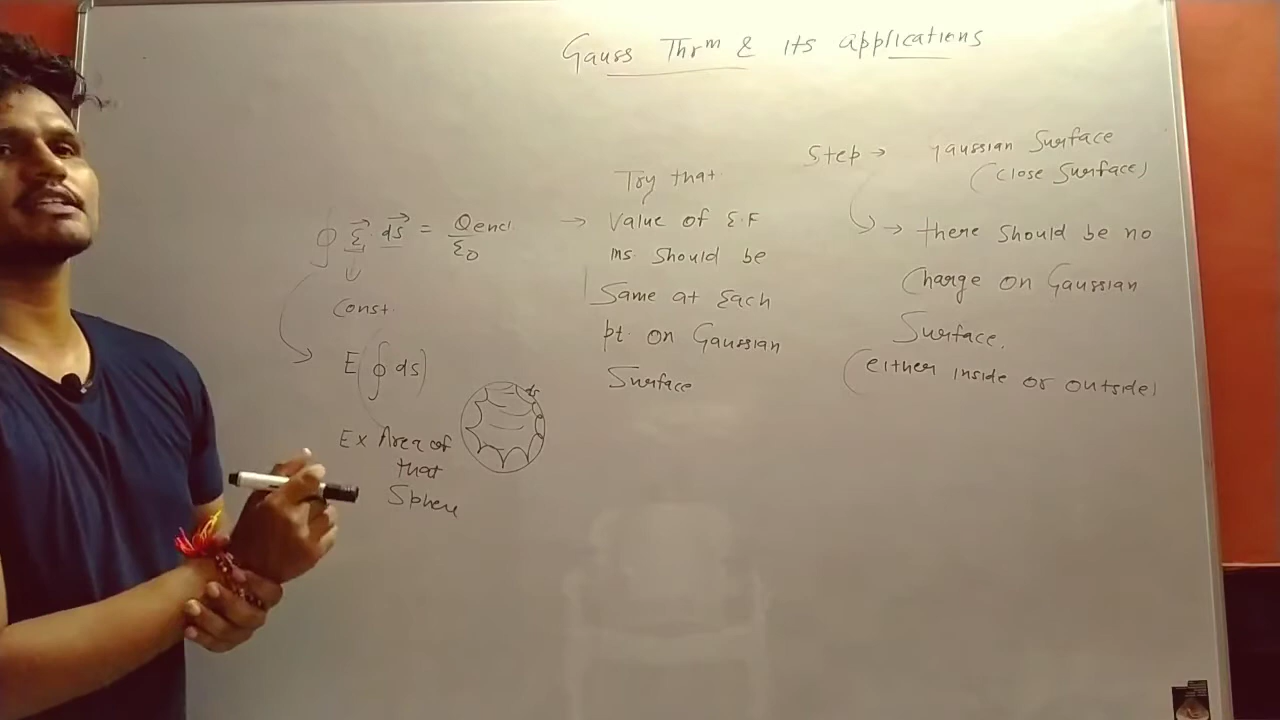 Gauss Thrᵐ & its applications
∮ E⃗ · ds⃗ = Qencl/ε₀
↓
Const.
E(∮ ds)
Ex Area of
that
Sphere
ds
→ Try that
Value of E.F
ms should be
Same at Each
pt. on Gaussian
Surface
Step → gaussian Surface
(close surface)
→ there should be no
Charge on Gaussian
Surface.
(either inside or outside)